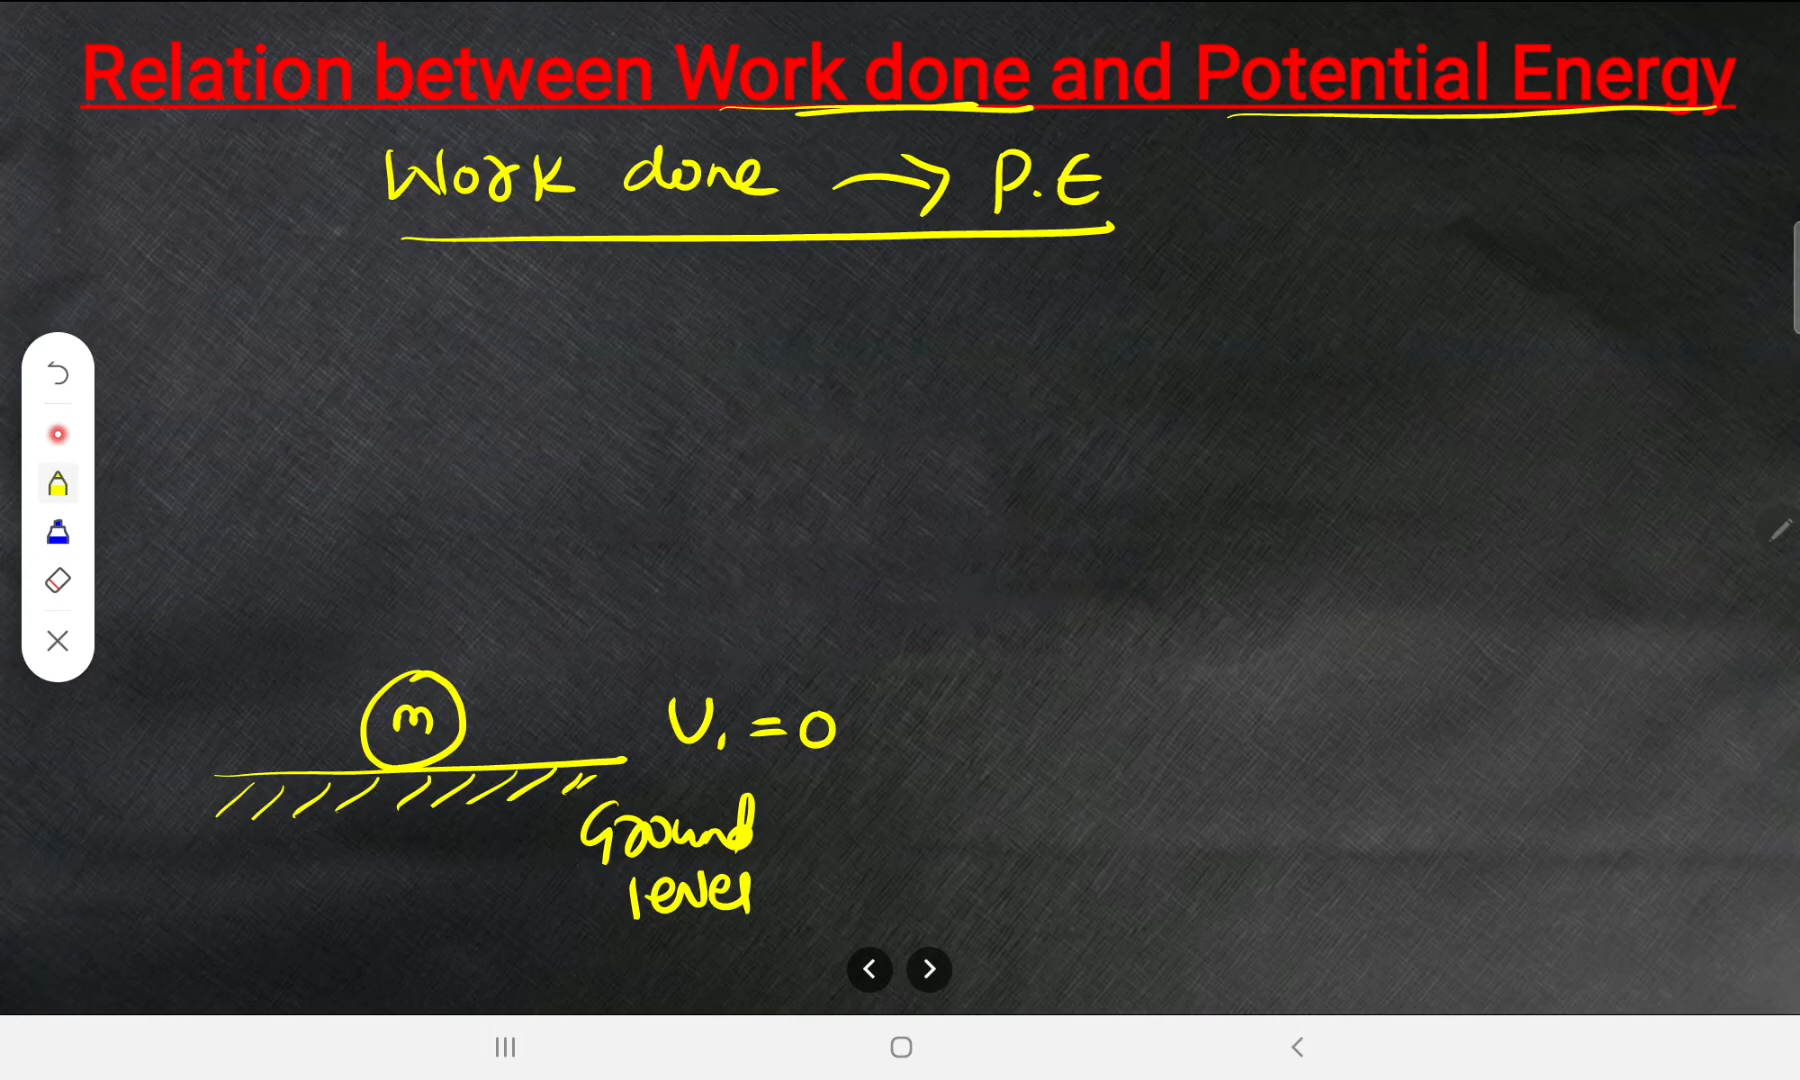 Relation between Work done and Potential Energy
Work done → P.E
m
U₁ = 0
Ground
level